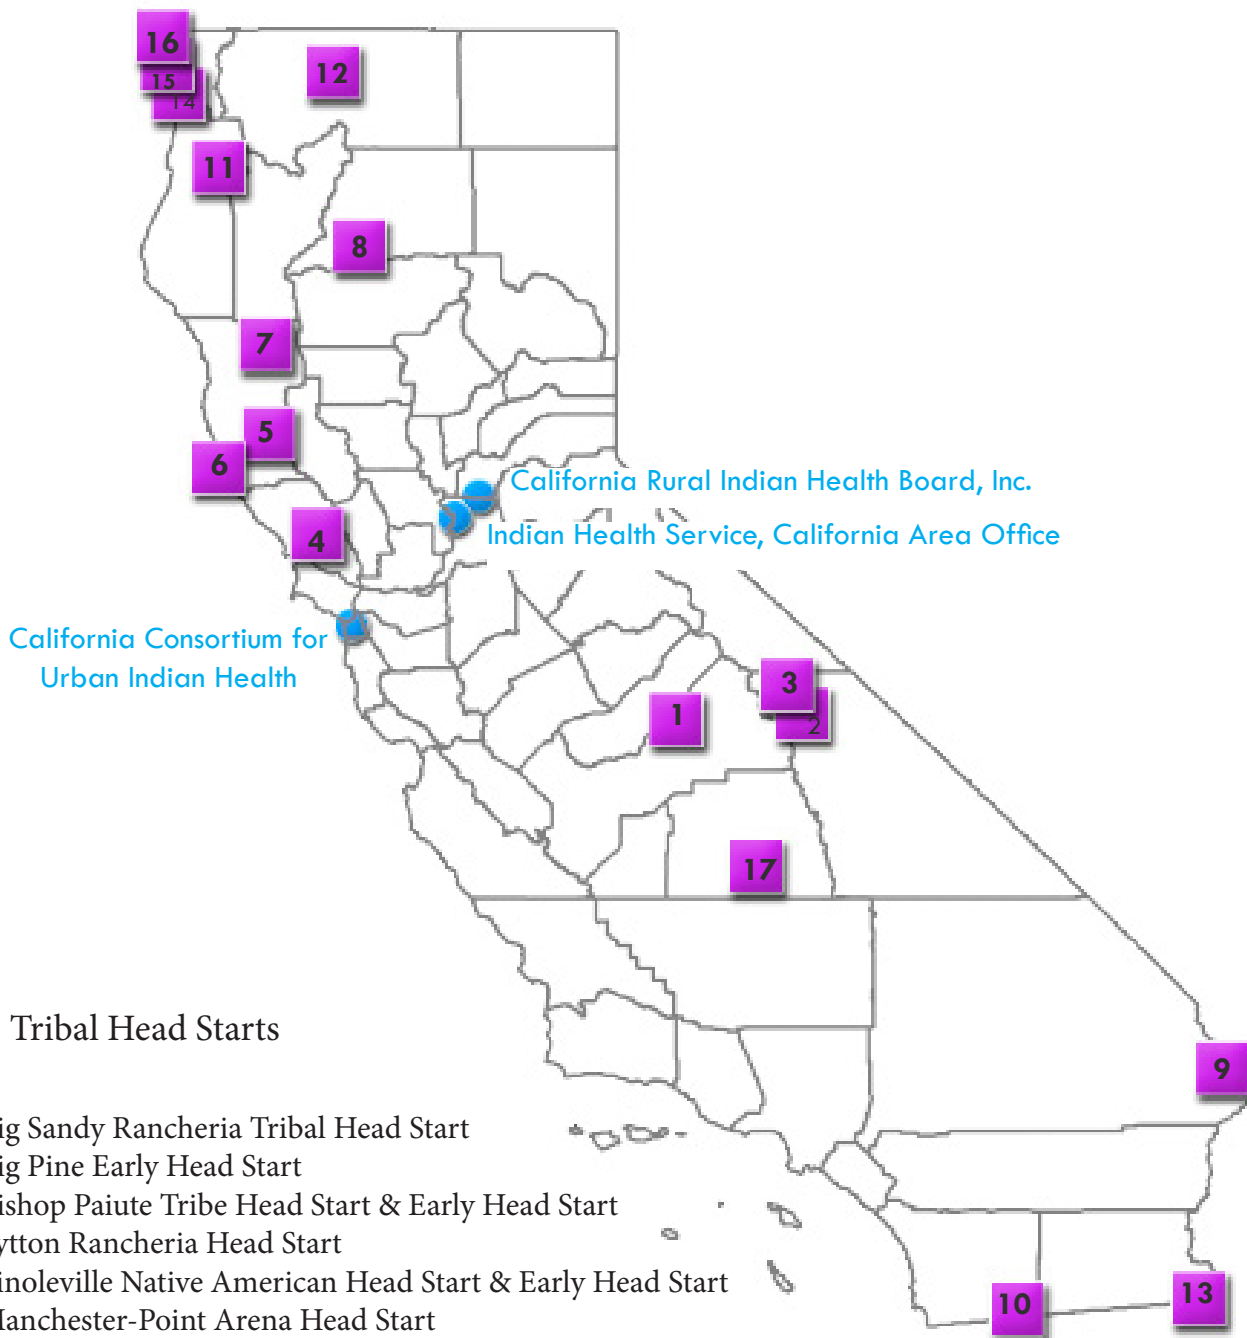 16
15
14
12
11
8
7
5
6
4
California Rural Indian Health Board, Inc.
Indian Health Service, California Area Office
California Consortium for
Urban Indian Health
3
2
1
17
9
10
13
Tribal Head Starts
ig Sandy Rancheria Tribal Head Start
ig Pine Early Head Start
ishop Paiute Tribe Head Start & Early Head Start
ytton Rancheria Head Start
inoleville Native American Head Start & Early Head Start
Manchester-Point Arena Head Start